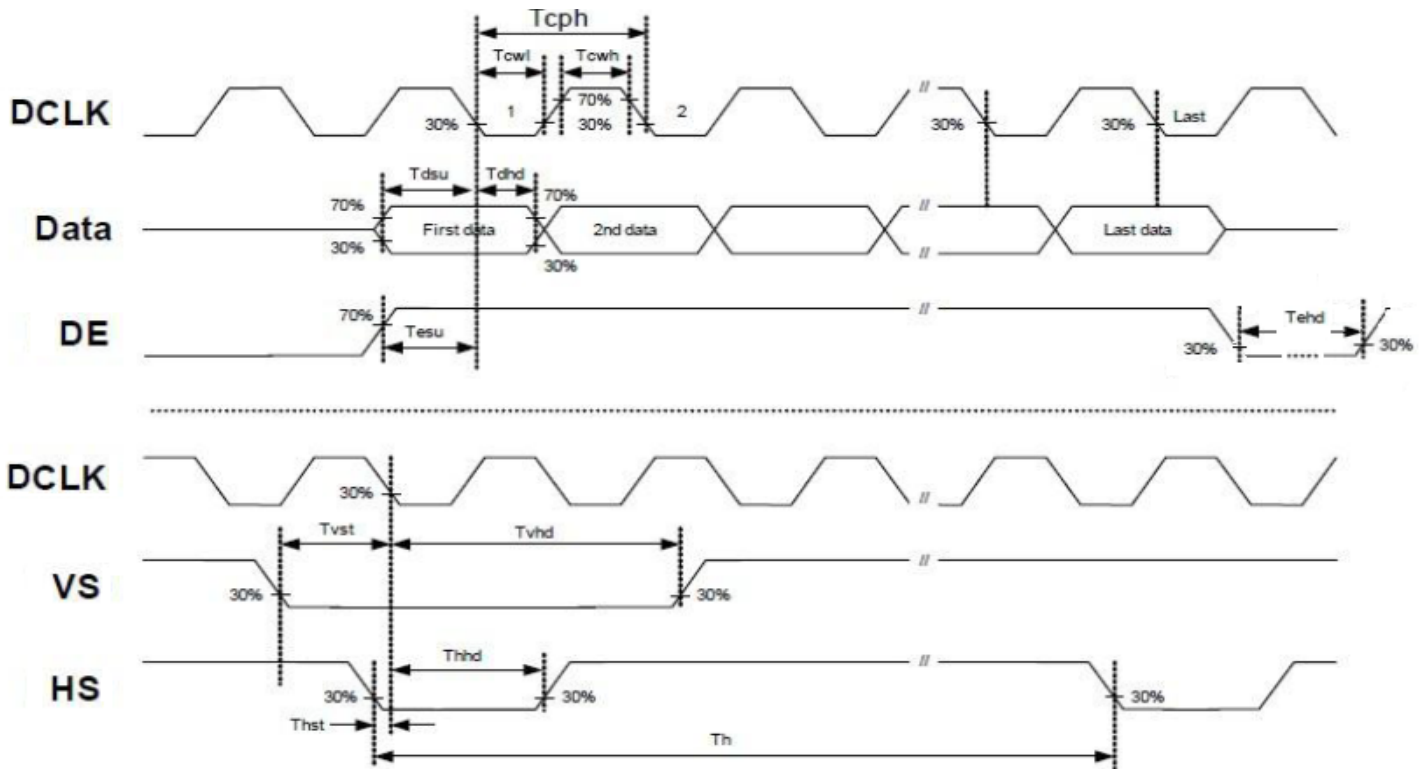 Tcph
Tcwl Tcwh
DCLK
70%
30% 1 30% 2 30% 30% Last
//
Tdsu Tdhd
70% 70%
Data First data 2nd data // Last data
30% 30%
//
DE 70% Tesu // Tehd
30% 30%
DCLK 30% //
Tvst Tvhd
VS 30% 30% //
Thhd //
HS 30% 30% 30%
Thst
Th